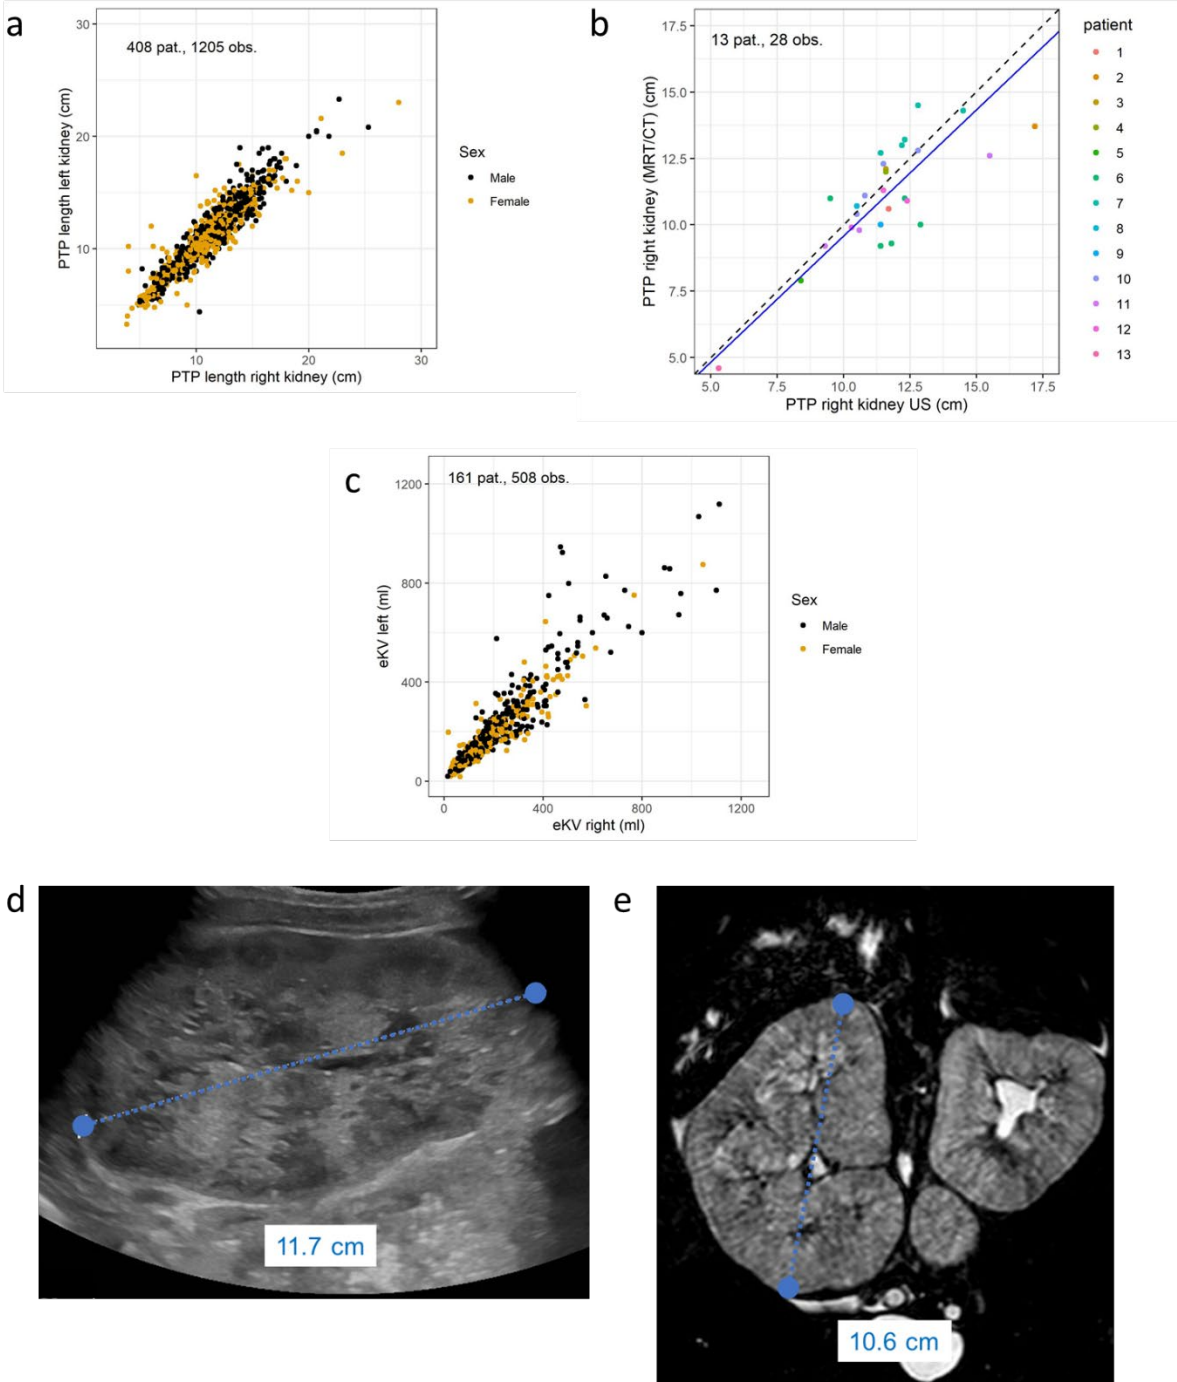 a
408 pat., 1205 obs.
30
20
10
10
20
30
PTP length left kidney (cm)
PTP length right kidney (cm)
Sex
Male
Female
b
13 pat., 28 obs.
17.5
15.0
12.5
10.0
7.5
5.0
5.0
7.5
10.0
12.5
15.0
17.5
PTP right kidney (MRT/CT) (cm)
PTP right kidney US (cm)
patient
1
2
3
4
5
6
7
8
9
10
11
12
13
c
161 pat., 508 obs.
1200
800
400
0
0
400
800
1200
eKV left (ml)
eKV right (ml)
Sex
Male
Female
d
11.7 cm
e
10.6 cm